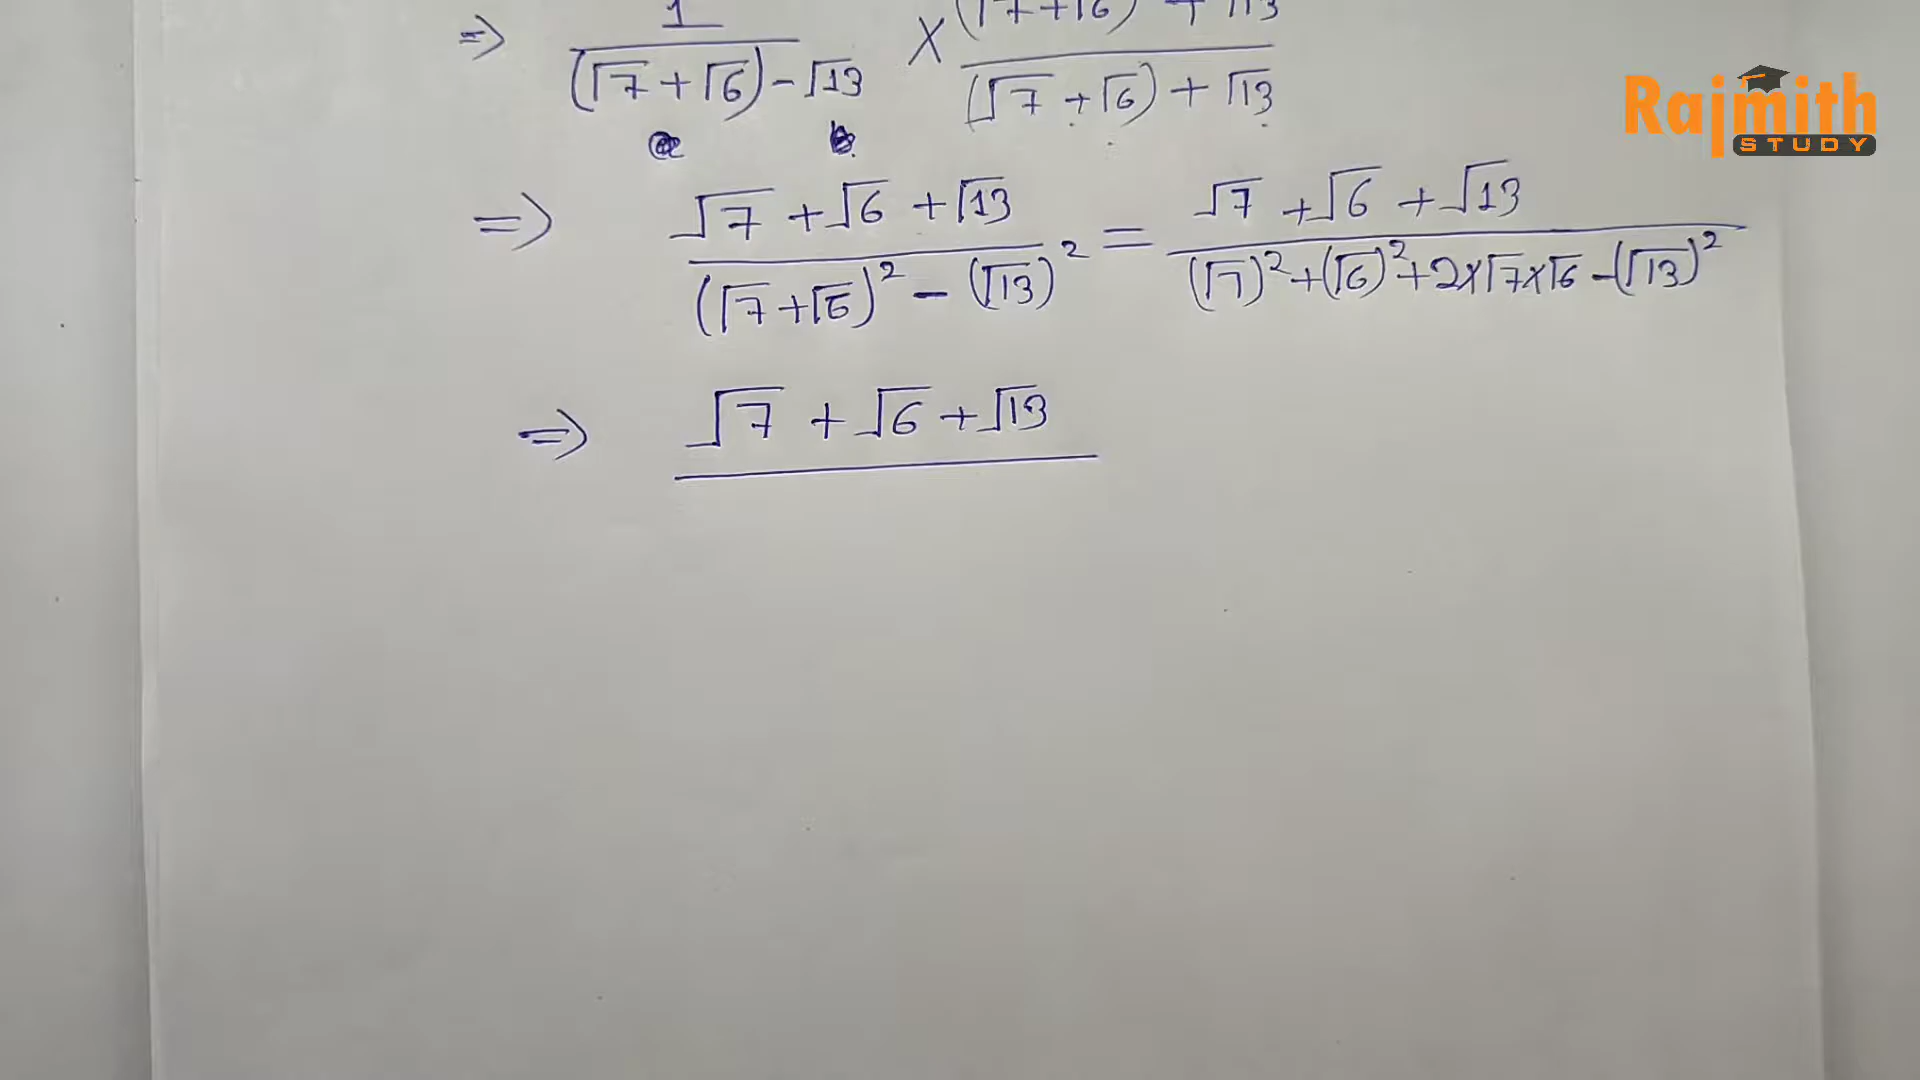 => 1/((√7+√6)-√13) × ((√7+√6)+√13)/((√7+√6)+√13)
Rajmith
STUDY
a b
=> (√7+√6+√13)/((√7+√6)²-(√13)²) = (√7+√6+√13)/((√7)²+(√6)²+2×√7×√6-(√13)²)
=> √7+√6+√13